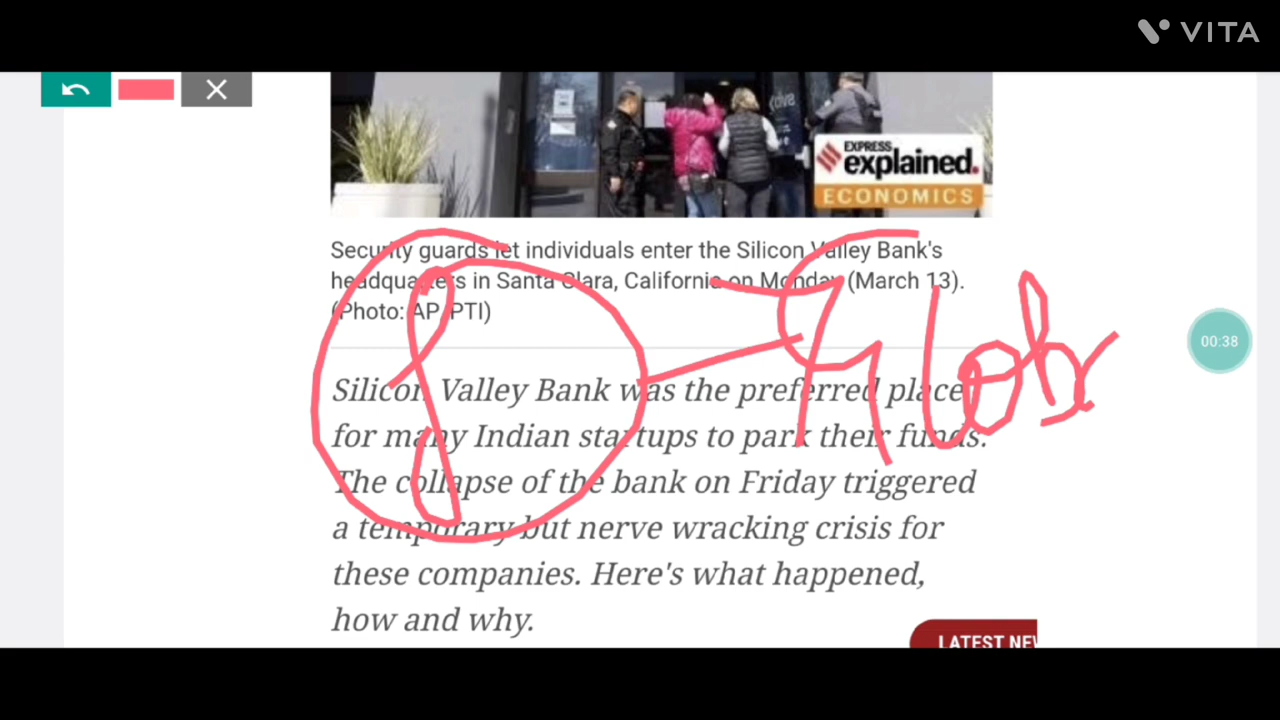 VITA
EXPRESS
explained.
ECONOMICS
Security guards let individuals enter the Silicon Valley Bank's
headquarters in Santa Clara, California on Monday (March 13).
(Photo: AP/PTI)
00:38
Silicon Valley Bank was the preferred place
for many Indian startups to park their funds.
The collapse of the bank on Friday triggered
a temporary but nerve wracking crisis for
these companies. Here's what happened,
how and why.
LATEST NEW